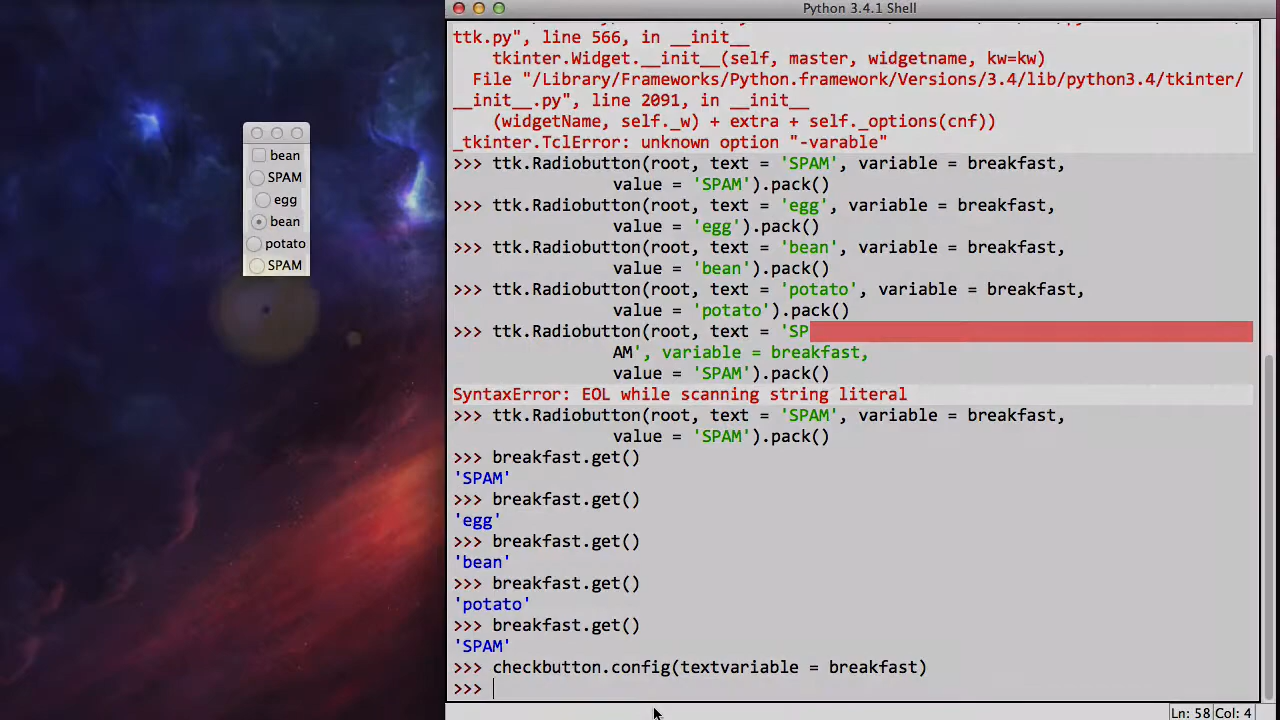 Python 3.4.1 Shell
ttk.py", line 566, in __init__
tkinter.Widget.__init__(self, master, widgetname, kw=kw)
File "/Library/Frameworks/Python.framework/Versions/3.4/lib/python3.4/tkinter/
__init__.py", line 2091, in __init__
(widgetName, self._w) + extra + self._options(cnf))
_tkinter.TclError: unknown option "-varable"
>>> ttk.Radiobutton(root, text = 'SPAM', variable = breakfast,
value = 'SPAM').pack()
>>> ttk.Radiobutton(root, text = 'egg', variable = breakfast,
value = 'egg').pack()
>>> ttk.Radiobutton(root, text = 'bean', variable = breakfast,
value = 'bean').pack()
>>> ttk.Radiobutton(root, text = 'potato', variable = breakfast,
value = 'potato').pack()
>>> ttk.Radiobutton(root, text = 'SP
AM', variable = breakfast,
value = 'SPAM').pack()
SyntaxError: EOL while scanning string literal
>>> ttk.Radiobutton(root, text = 'SPAM', variable = breakfast,
value = 'SPAM').pack()
>>> breakfast.get()
'SPAM'
>>> breakfast.get()
'egg'
>>> breakfast.get()
'bean'
>>> breakfast.get()
'potato'
>>> breakfast.get()
'SPAM'
>>> checkbutton.config(textvariable = breakfast)
>>>
Ln: 58 Col: 4
bean
SPAM
egg
bean
potato
SPAM